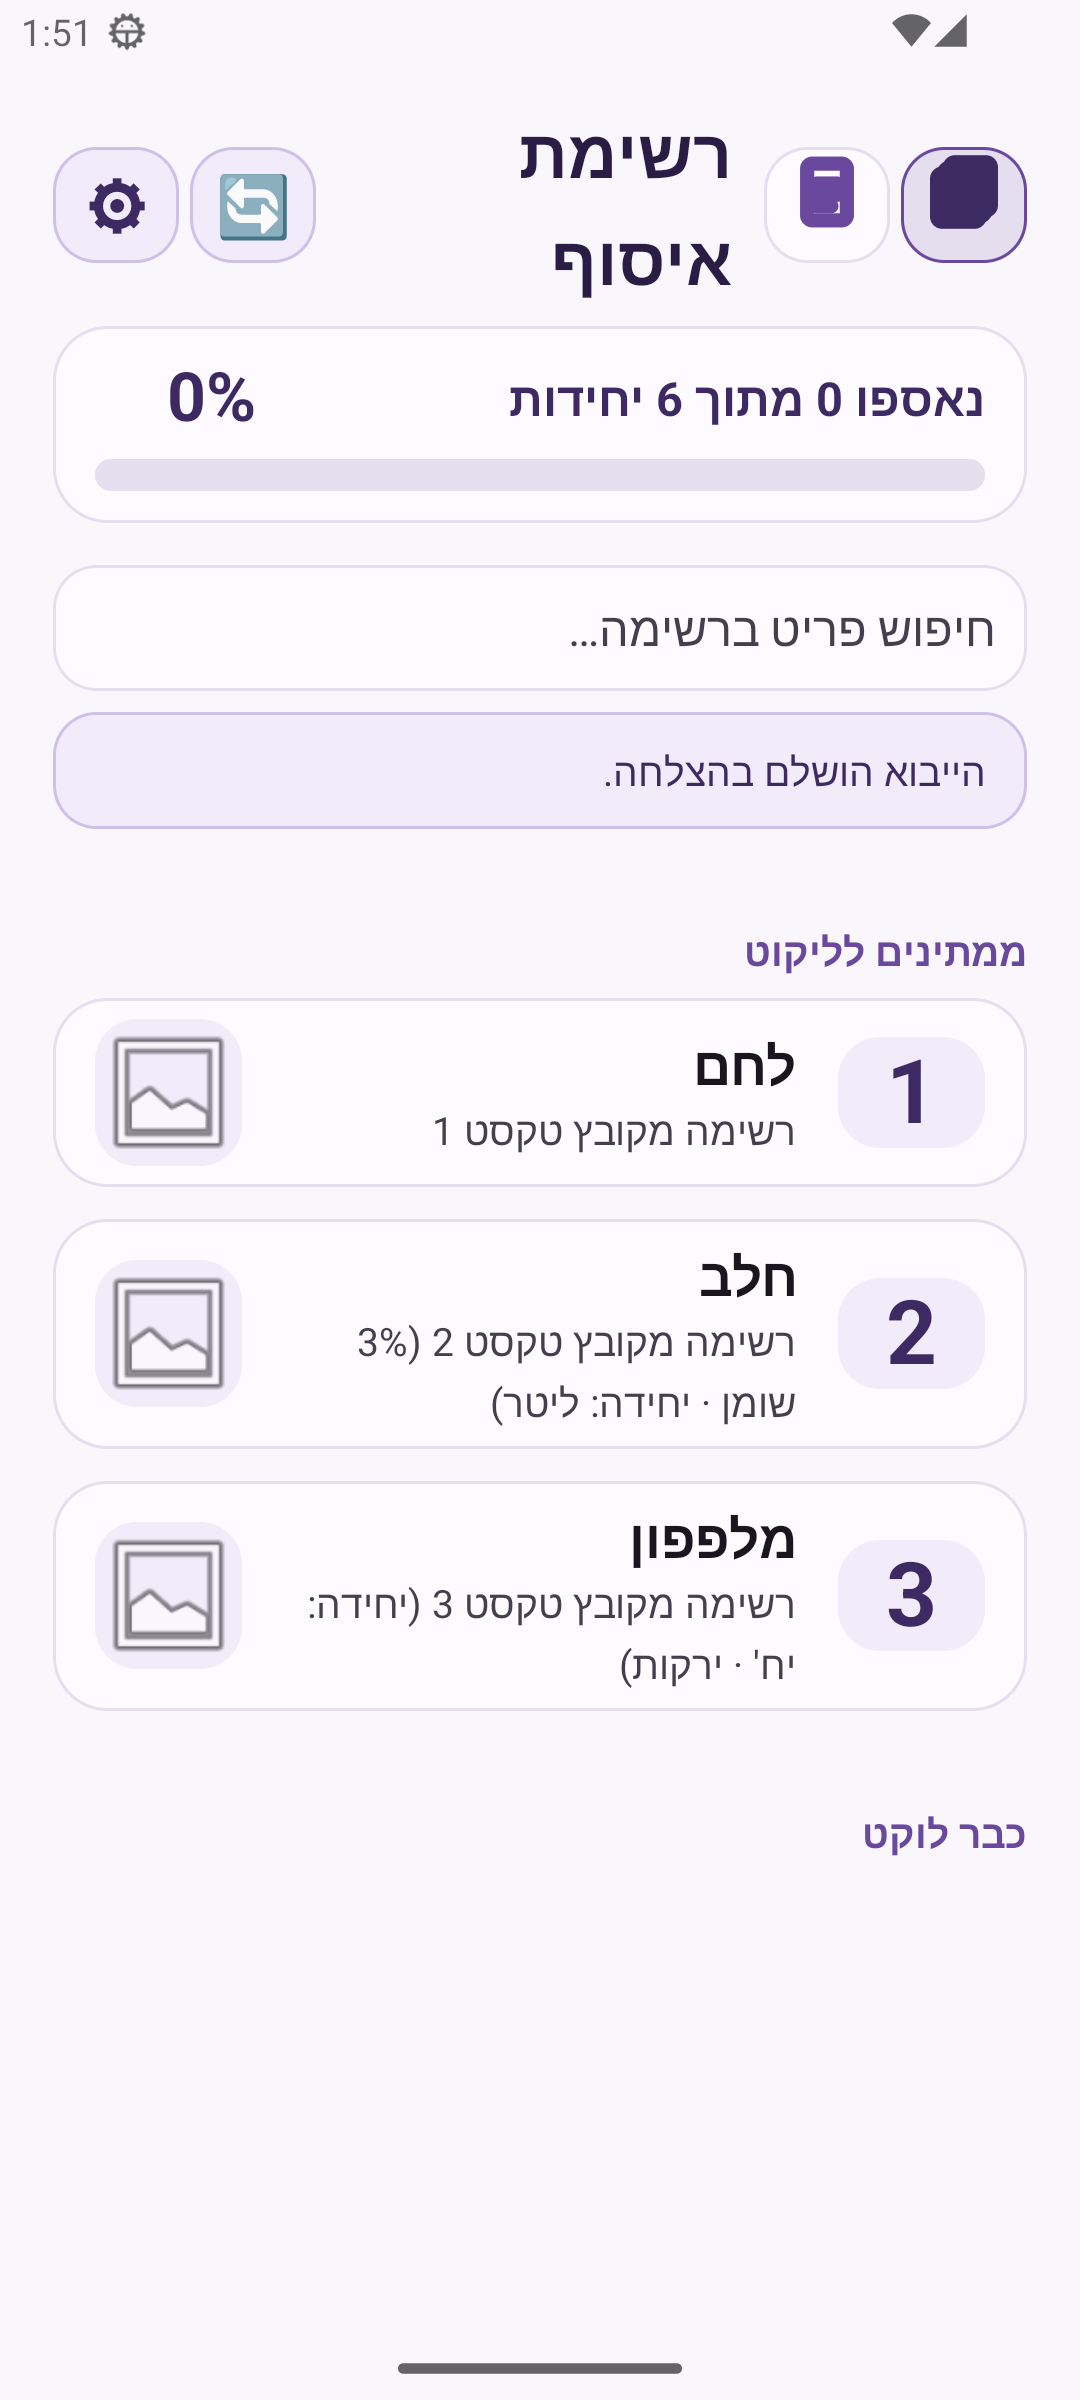 1:51
רשימת
איסוף
נאספו 0 מתוך 6 יחידות
0%
חיפוש פריט ברשימה...
הייבוא הושלם בהצלחה.
ממתינים לליקוט
1
לחם
רשימה מקובץ טקסט 1
2
חלב
רשימה מקובץ טקסט 2 (3%
שומן · יחידה: ליטר)
3
מלפפון
רשימה מקובץ טקסט 3 (יחידה:
יח' · ירקות)
כבר לוקט